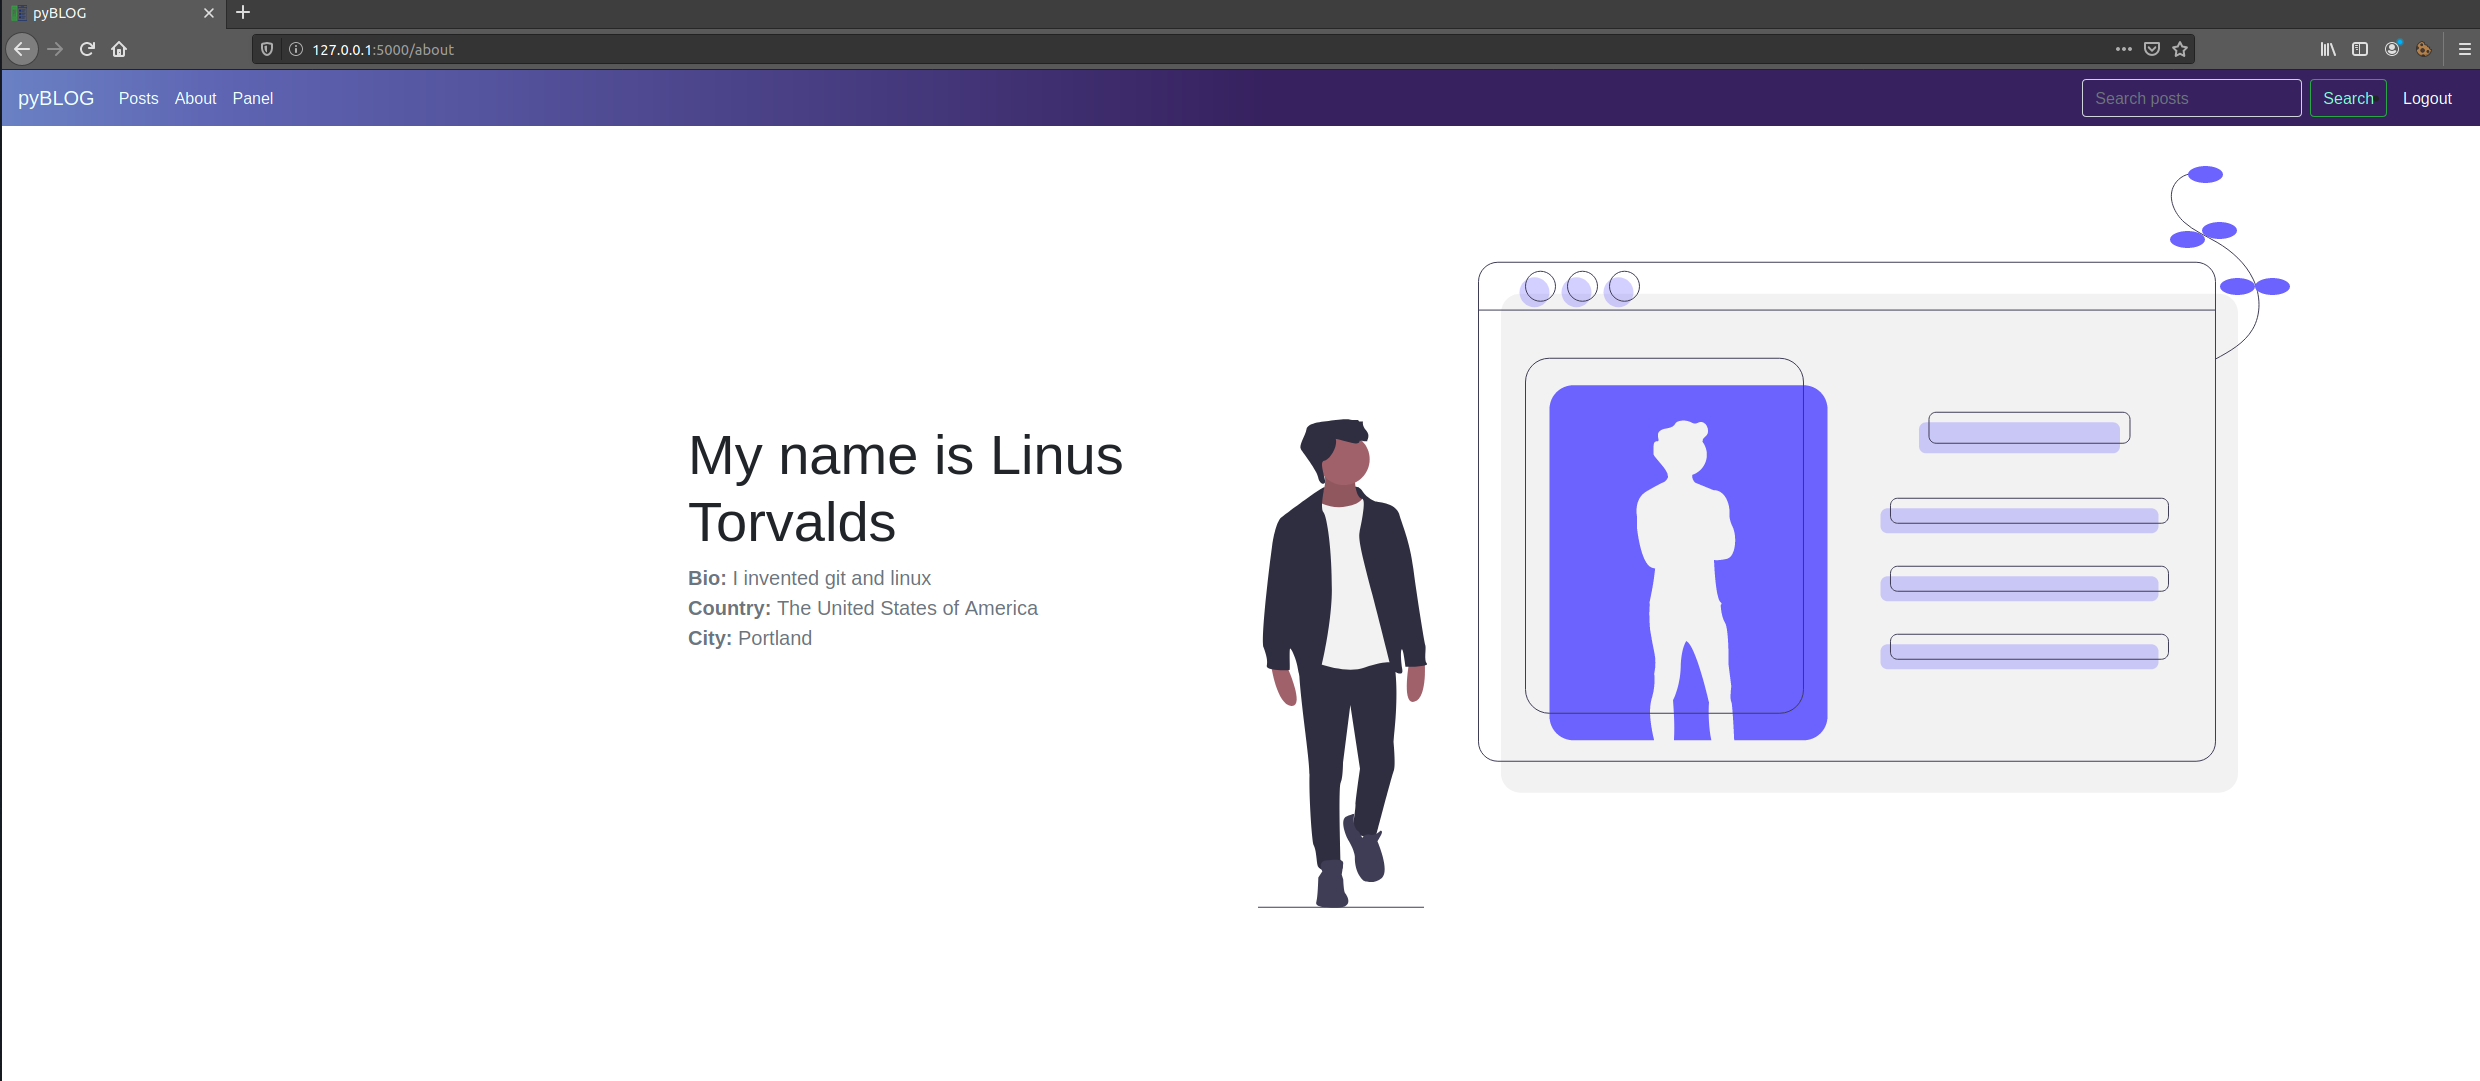 pyBLOG
127.0.0.1:5000/about
pyBLOG Posts About Panel Search posts Search Logout
My name is Linus
Torvalds
Bio: I invented git and linux
Country: The United States of America
City: Portland